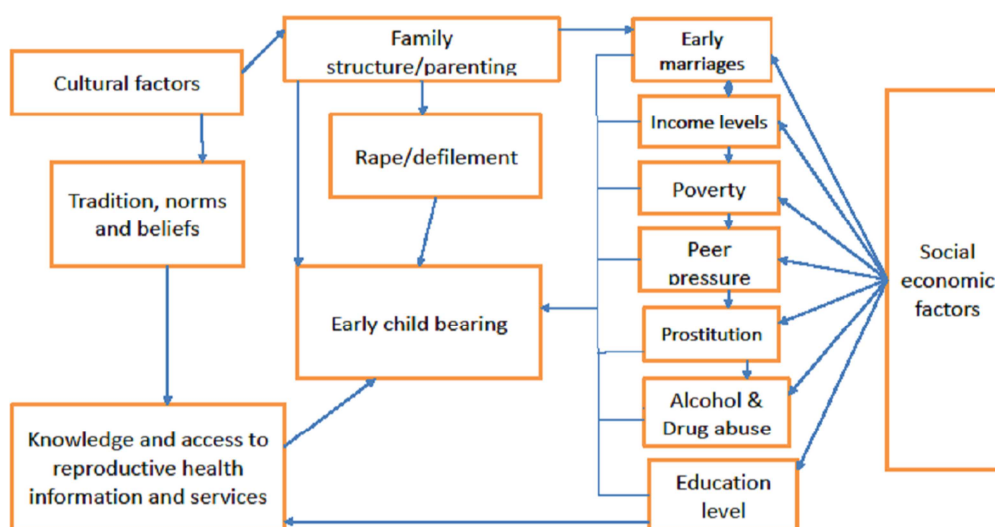 Family
structure/parenting
Early
marriages
Cultural factors
Income levels
Rape/defilement
Poverty
Tradition, norms
and beliefs
Peer
pressure
Social
economic
factors
Early child bearing
Prostitution
Alcohol &
Drug abuse
Knowledge and access to
reproductive health
information and services
Education
level